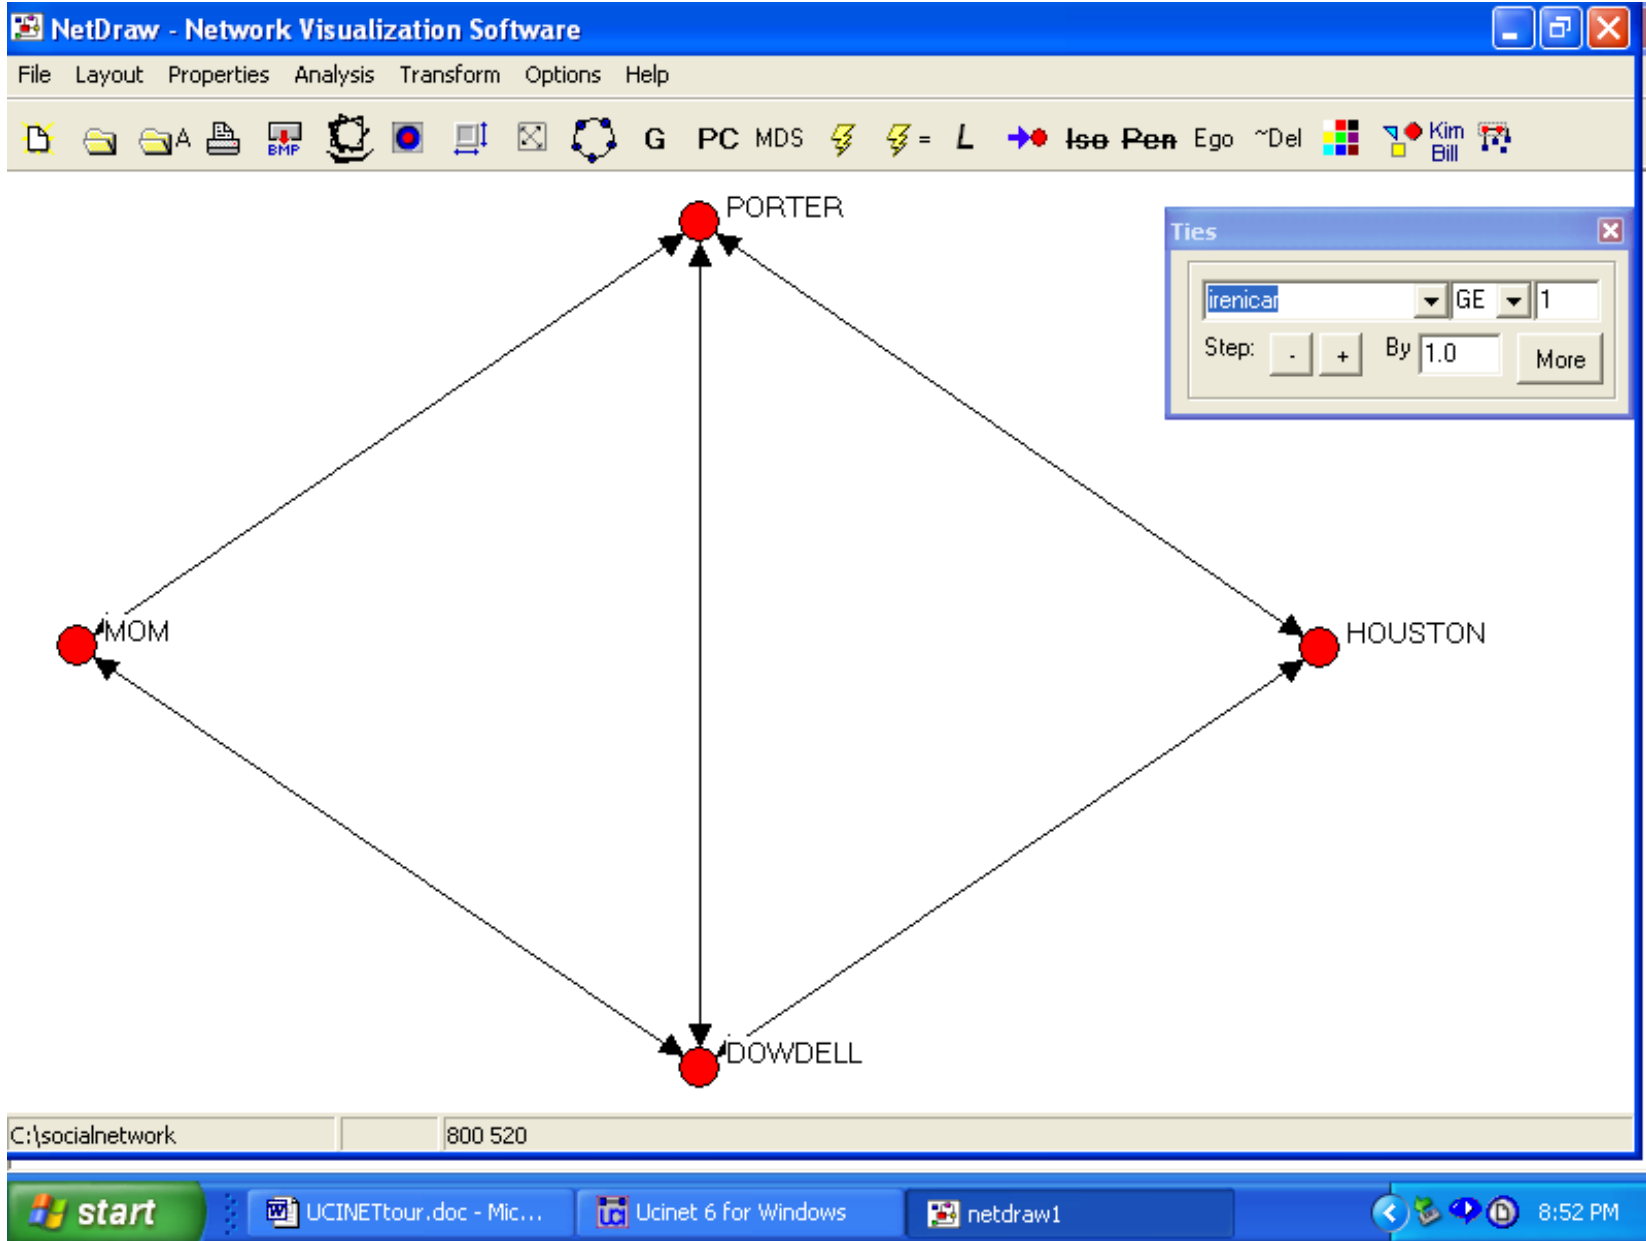 NetDraw - Network Visualization Software
File Layout Properties Analysis Transform Options Help
A BMP G PC MDS = L Iso Pen Ego ~Del Kim Bill
PORTER
Ties
irenicar GE 1
Step: - + By 1.0 More
MOM
HOUSTON
DOWDELL
C:\socialnetwork 800 520
start UCINETtour.doc - Mic... Ucinet 6 for Windows netdraw1 8:52 PM